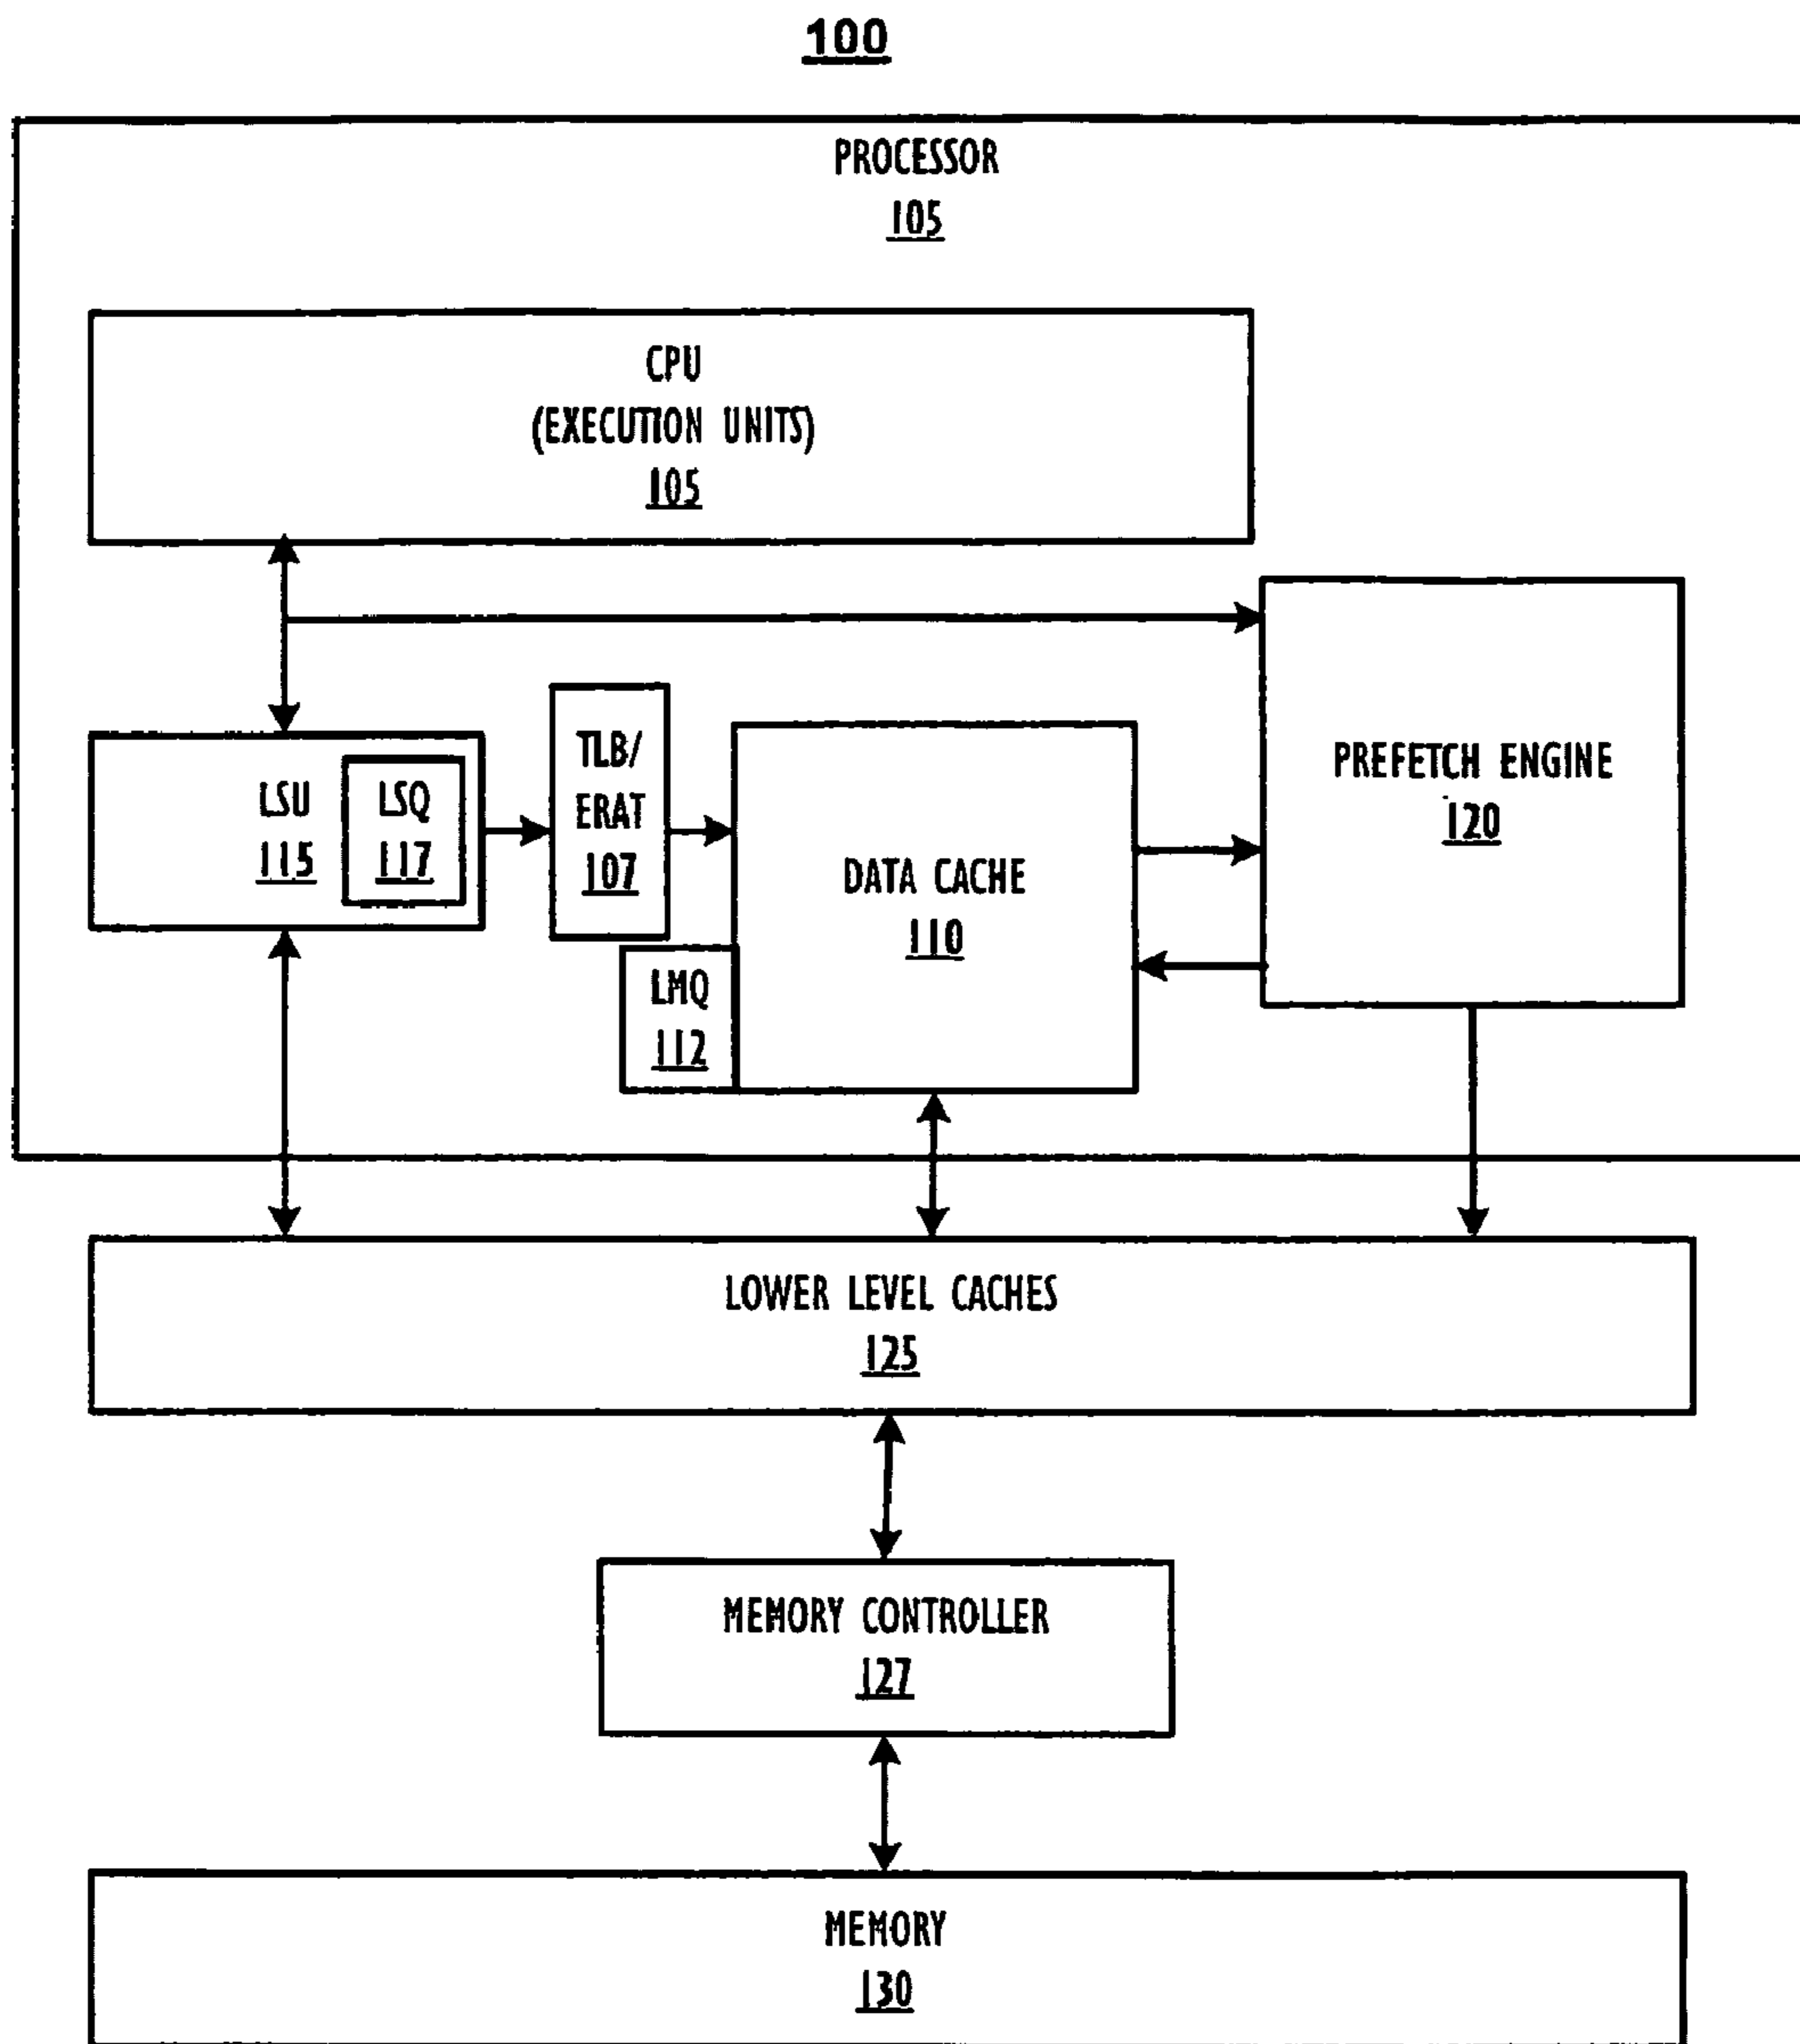 100
PROCESSOR
105
CPU
(EXECUTION UNITS)
105
LSU
115
LSQ
117
TLB/
ERAT
107
DATA CACHE
110
LMQ
112
PREFETCH ENGINE
120
LOWER LEVEL CACHES
125
MEMORY CONTROLLER
127
MEMORY
130